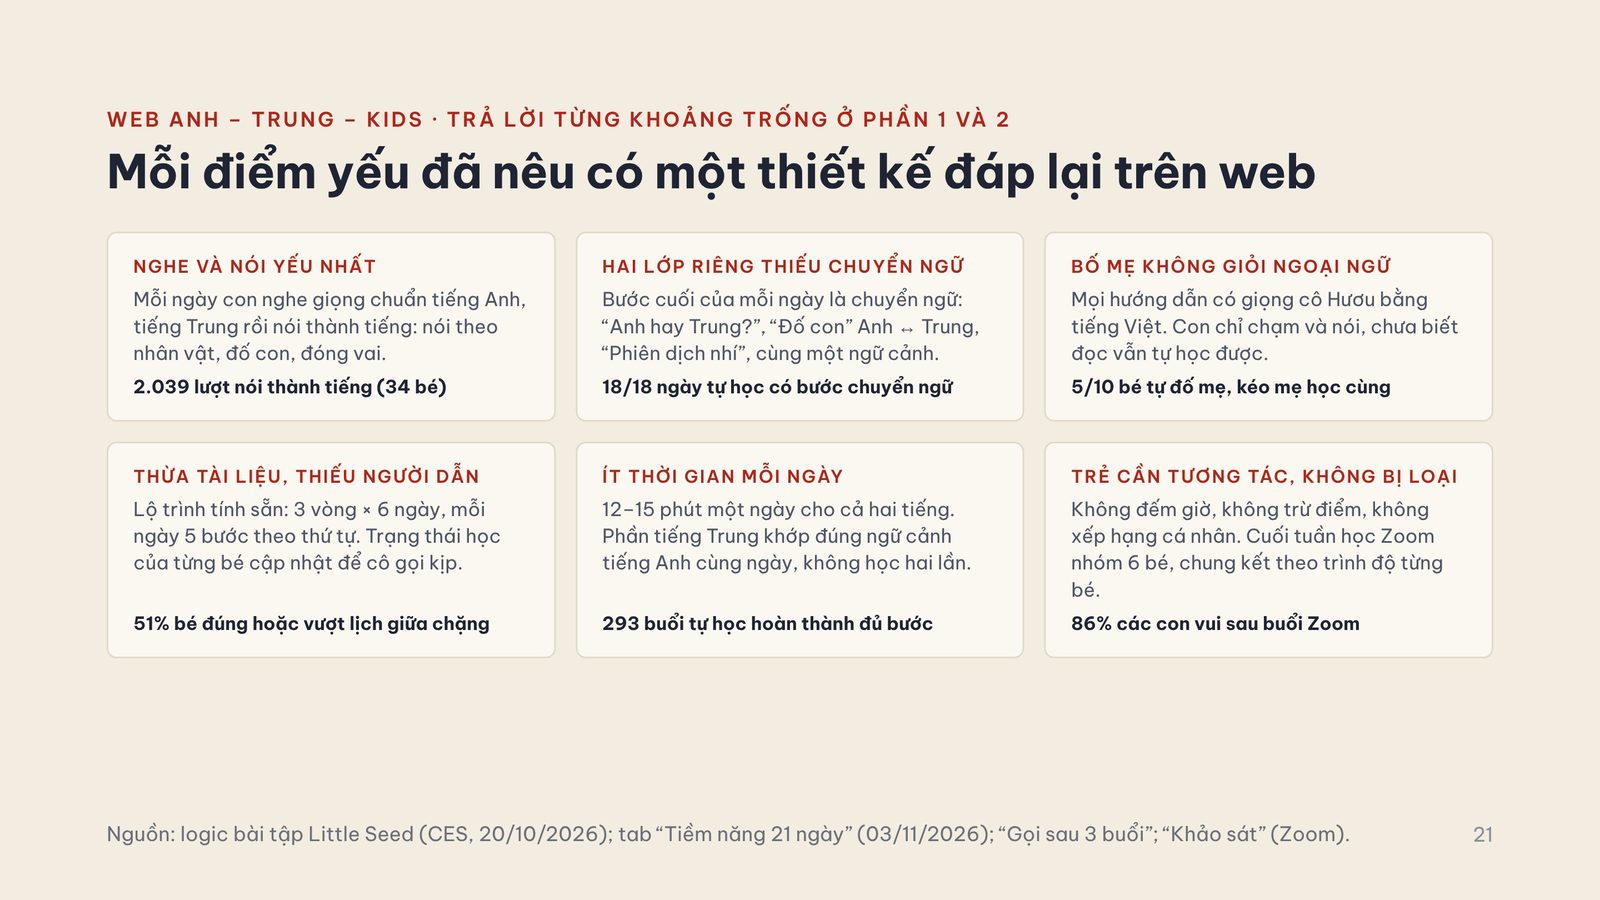 WEB ANH – TRUNG – KIDS · TRẢ LỜI TỪNG KHOẢNG TRỐNG Ở PHẦN 1 VÀ 2
Mỗi điểm yếu đã nêu có một thiết kế đáp lại trên web
NGHE VÀ NÓI YẾU NHẤT
Mỗi ngày con nghe giọng chuẩn tiếng Anh,
tiếng Trung rồi nói thành tiếng: nói theo
nhân vật, đố con, đóng vai.
2.039 lượt nói thành tiếng (34 bé)
HAI LỚP RIÊNG THIẾU CHUYỂN NGỮ
Bước cuối của mỗi ngày là chuyển ngữ:
“Anh hay Trung?”, “Đố con” Anh ↔ Trung,
“Phiên dịch nhí”, cùng một ngữ cảnh.
18/18 ngày tự học có bước chuyển ngữ
BỐ MẸ KHÔNG GIỎI NGOẠI NGỮ
Mọi hướng dẫn có giọng cô Hươu bằng
tiếng Việt. Con chỉ chạm và nói, chưa biết
đọc vẫn tự học được.
5/10 bé tự đố mẹ, kéo mẹ học cùng
THỪA TÀI LIỆU, THIẾU NGƯỜI DẪN
Lộ trình tính sẵn: 3 vòng × 6 ngày, mỗi
ngày 5 bước theo thứ tự. Trạng thái học
của từng bé cập nhật để cô gọi kịp.
51% bé đúng hoặc vượt lịch giữa chặng
ÍT THỜI GIAN MỖI NGÀY
12–15 phút một ngày cho cả hai tiếng.
Phần tiếng Trung khớp đúng ngữ cảnh
tiếng Anh cùng ngày, không học hai lần.
293 buổi tự học hoàn thành đủ bước
TRẺ CẦN TƯƠNG TÁC, KHÔNG BỊ LOẠI
Không đếm giờ, không trừ điểm, không
xếp hạng cá nhân. Cuối tuần học Zoom
nhóm 6 bé, chung kết theo trình độ từng
bé.
86% các con vui sau buổi Zoom
Nguồn: logic bài tập Little Seed (CES, 20/10/2026); tab “Tiềm năng 21 ngày” (03/11/2026); “Gọi sau 3 buổi”; “Khảo sát” (Zoom).
21